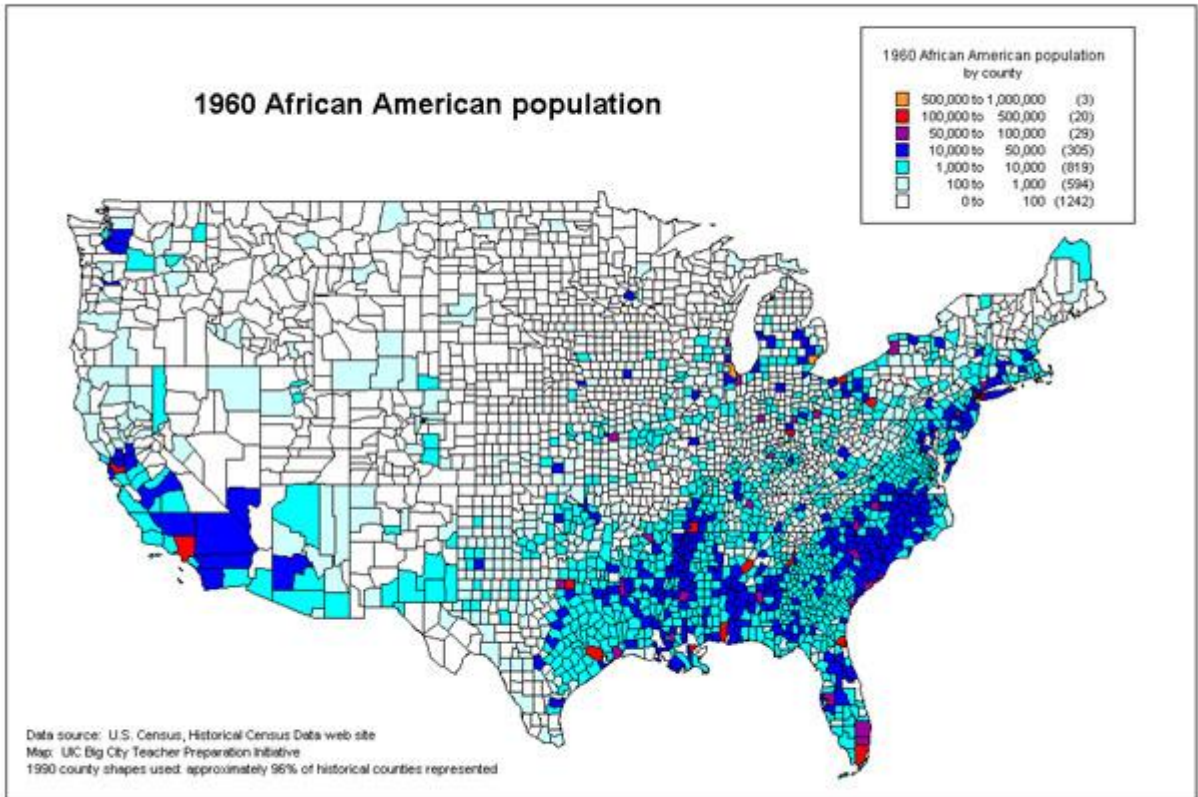 1960 African American population
by county
500,000 to 1,000,000 (3)
100,000 to 500,000 (20)
50,000 to 100,000 (29)
10,000 to 50,000 (305)
1,000 to 10,000 (819)
100 to 1,000 (594)
0 to 100 (1242)
1960 African American population
Data source: U.S. Census, Historical Census Data web site
Map: UIC Big City Teacher Preparation Initiative
1990 county shapes used: approximately 96% of historical counties represented